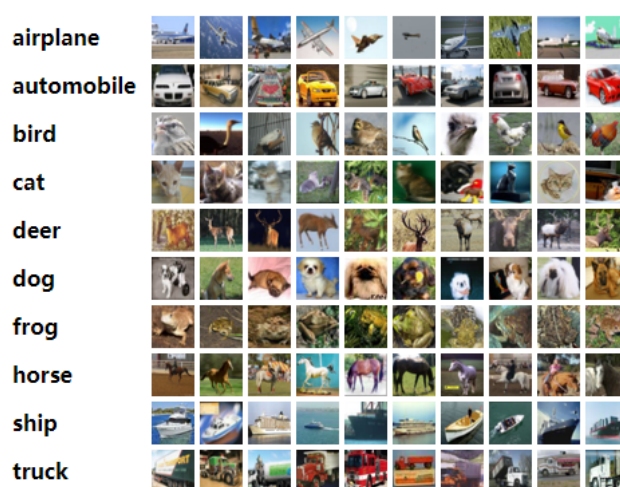 airplane
automobile
bird
cat
deer
dog
frog
horse
ship
truck